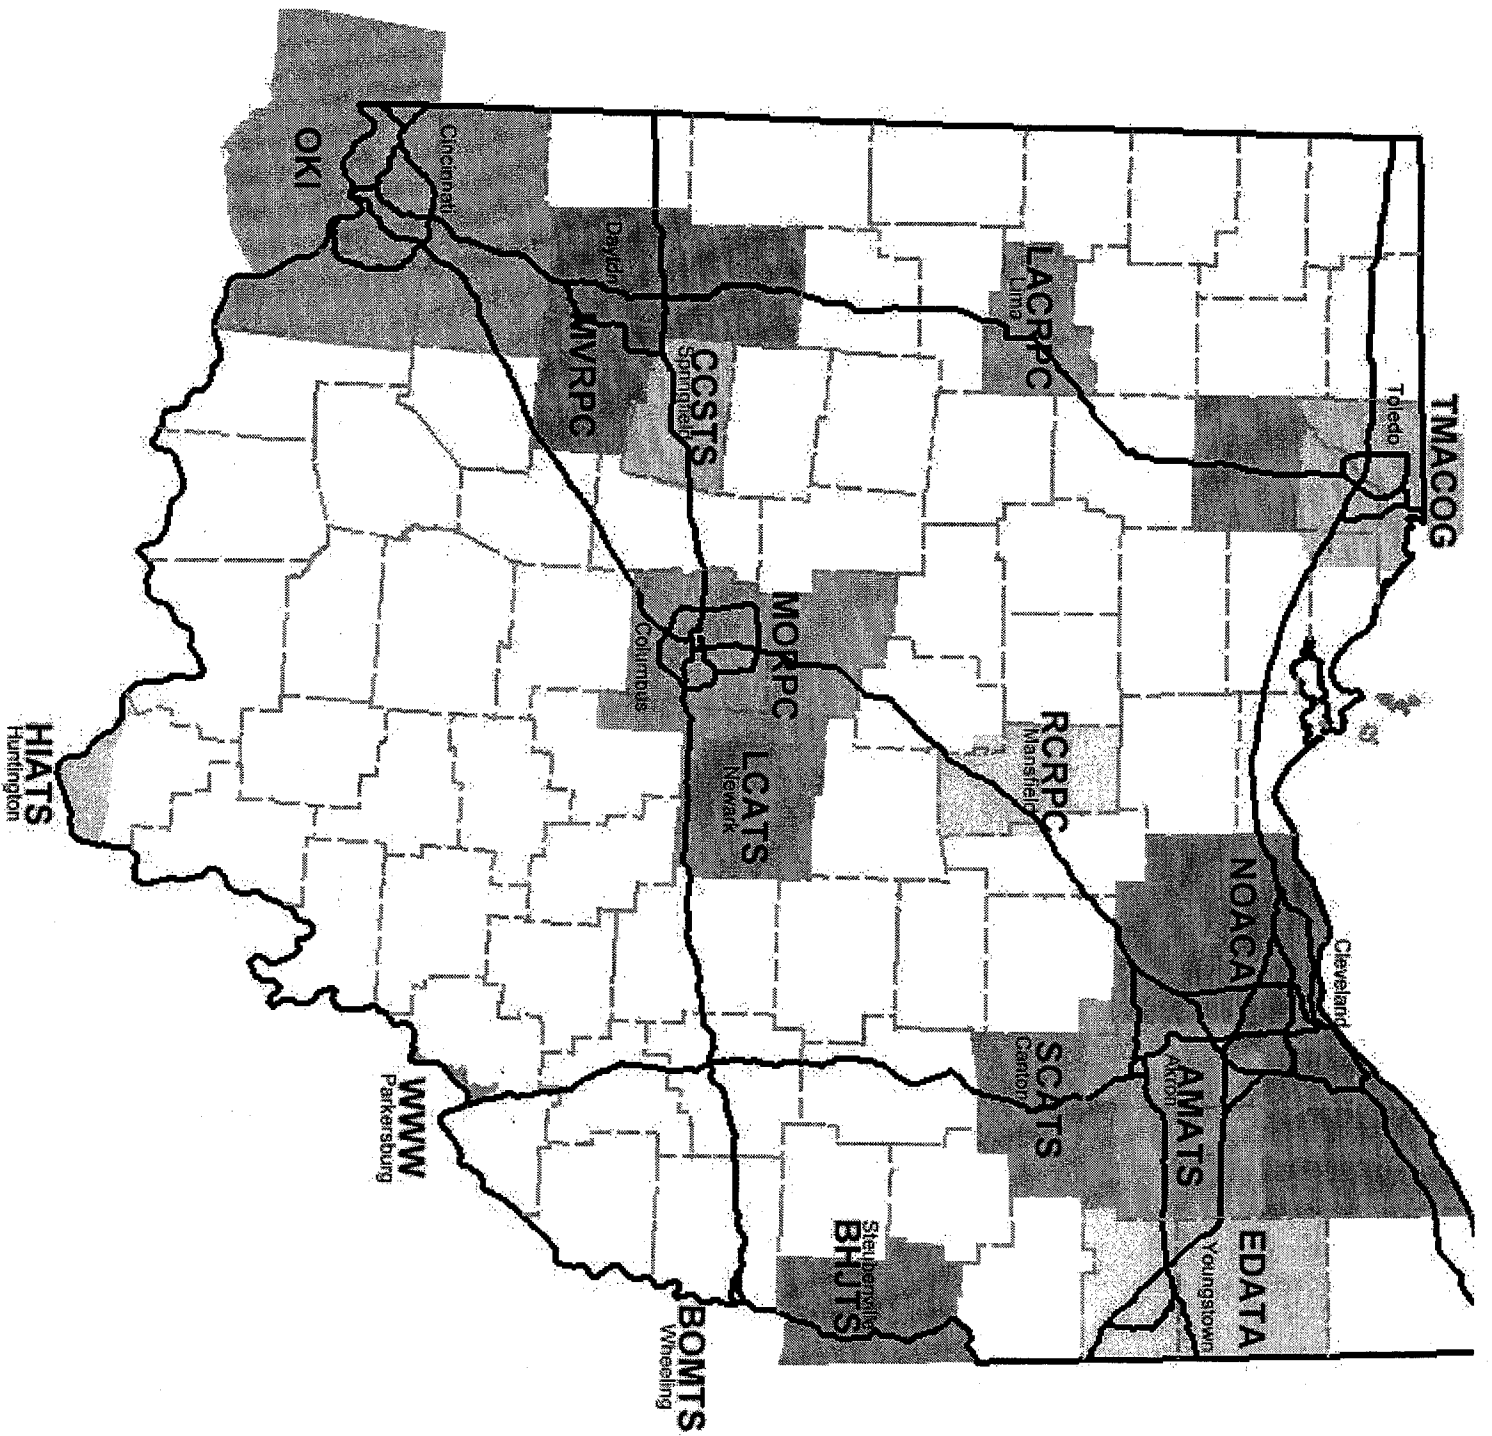 TMACOG
Toledo
Cleveland
NOACA
EDATA
Youngstown
AMATS
Akron
RCRPC
Mansfield
SCATS
Canton
LACRPC
Lima
Steubenville
BHJTS
MORPC
LCATS
Newark
CCSTS
Springfield
Columbus
Dayton
MVRPC
BOMTS
Wheeling
Cincinnati
WWW
Parkersburg
OKI
HIATS
Huntington